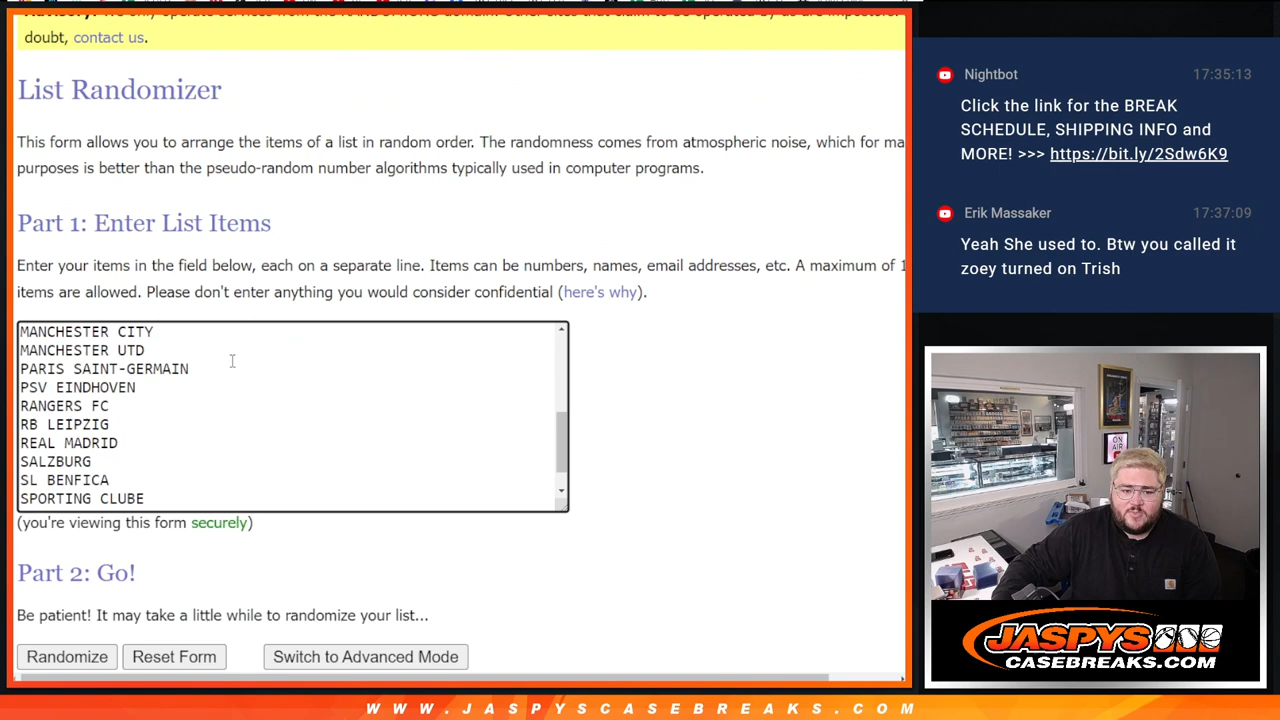 doubt, contact us.
List Randomizer
This form allows you to arrange the items of a list in random order. The randomness comes from atmospheric noise, which for ma
purposes is better than the pseudo-random number algorithms typically used in computer programs.
Part 1: Enter List Items
Enter your items in the field below, each on a separate line. Items can be numbers, names, email addresses, etc. A maximum of 1
items are allowed. Please don't enter anything you would consider confidential (here's why).
MANCHESTER CITY
MANCHESTER UTD
PARIS SAINT-GERMAIN
PSV EINDHOVEN
RANGERS FC
RB LEIPZIG
REAL MADRID
SALZBURG
SL BENFICA
SPORTING CLUBE
(you're viewing this form securely)
Part 2: Go!
Be patient! It may take a little while to randomize your list...
Randomize Reset Form Switch to Advanced Mode
Nightbot 17:35:13
Click the link for the BREAK
SCHEDULE, SHIPPING INFO and
MORE! >>> https://bit.ly/2Sdw6K9
Erik Massaker 17:37:09
Yeah She used to. Btw you called it
zoey turned on Trish
ON
AIR
JASPYS
CASEBREAKS.COM
WWW.JASPYSCASEBREAKS.COM